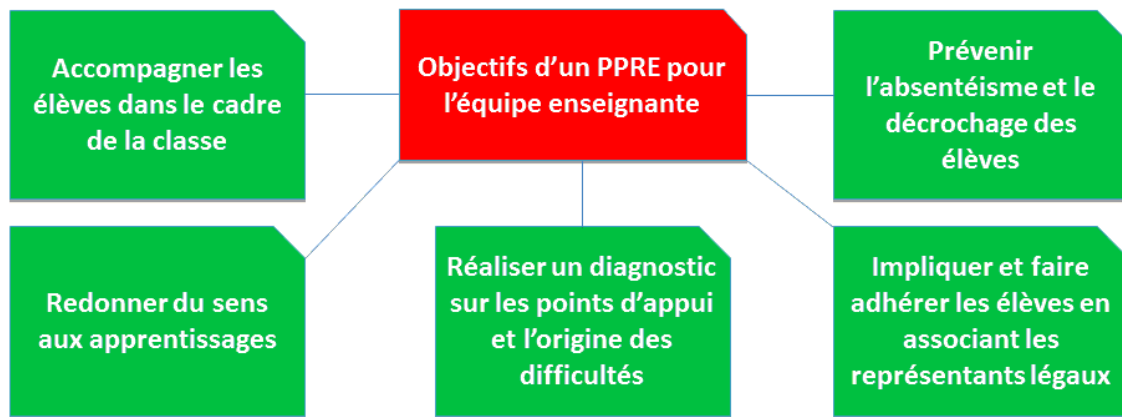 Accompagner les
élèves dans le cadre
de la classe
Objectifs d’un PPRE pour
l’équipe enseignante
Prévenir
l’absentéisme et le
décrochage des
élèves
Redonner du sens
aux apprentissages
Réaliser un diagnostic
sur les points d’appui
et l’origine des
difficultés
Impliquer et faire
adhérer les élèves en
associant les
représentants légaux